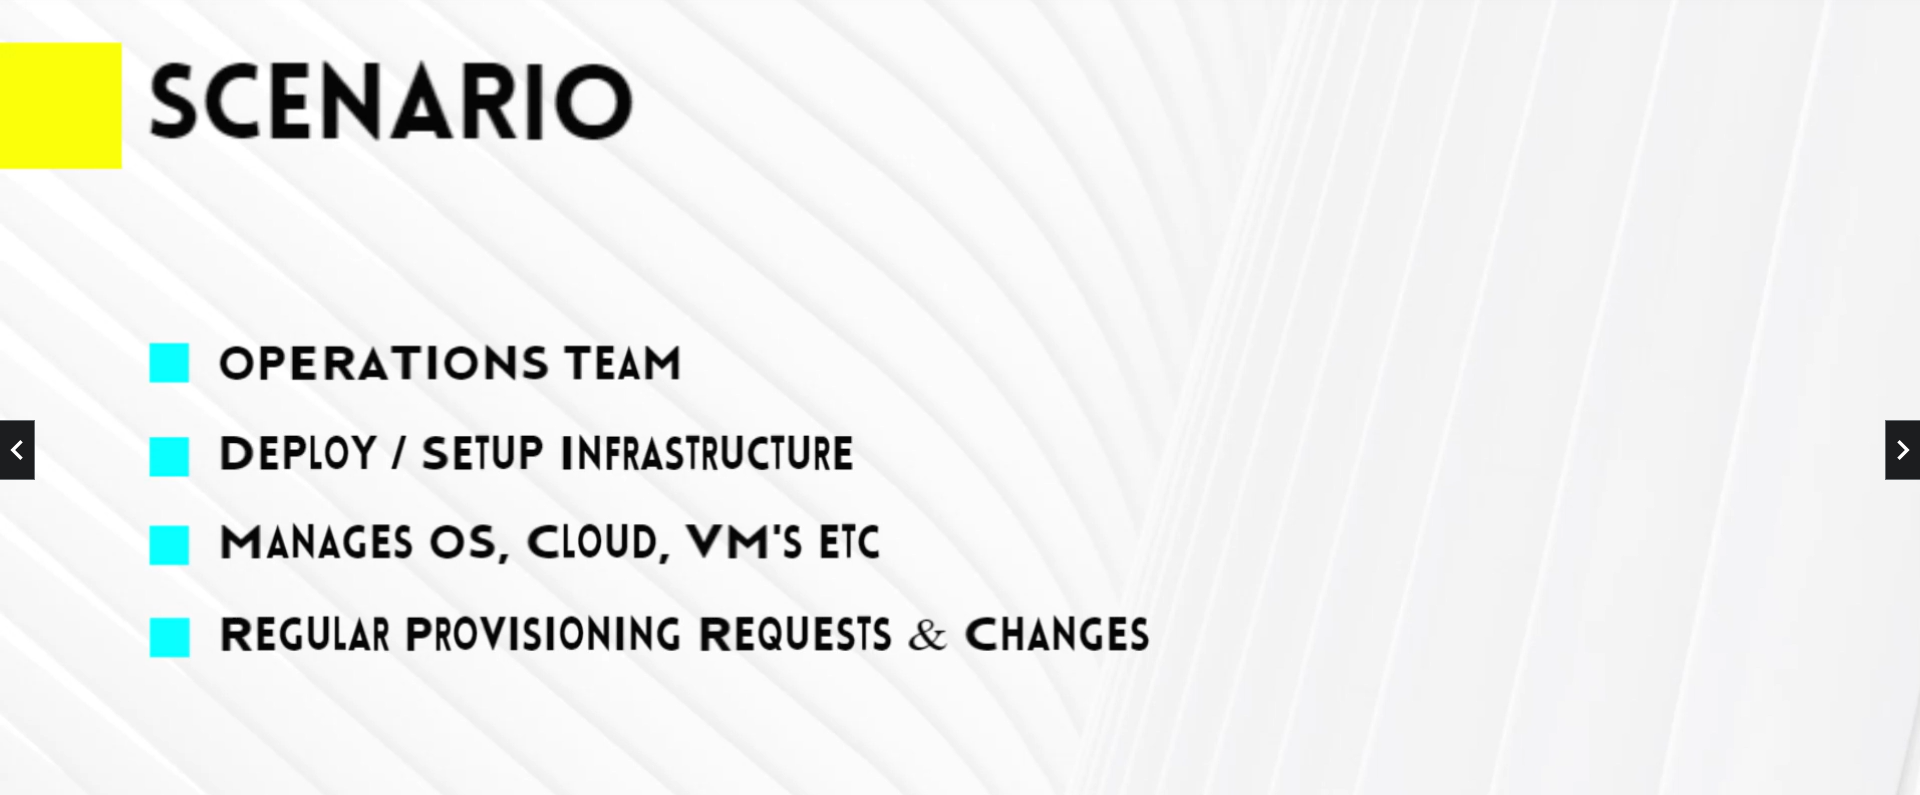 SCENARIO
OPERATIONS TEAM
DEPLOY / SETUP INFRASTRUCTURE
MANAGES OS, CLOUD, VM'S ETC
REGULAR PROVISIONING REQUESTS & CHANGES